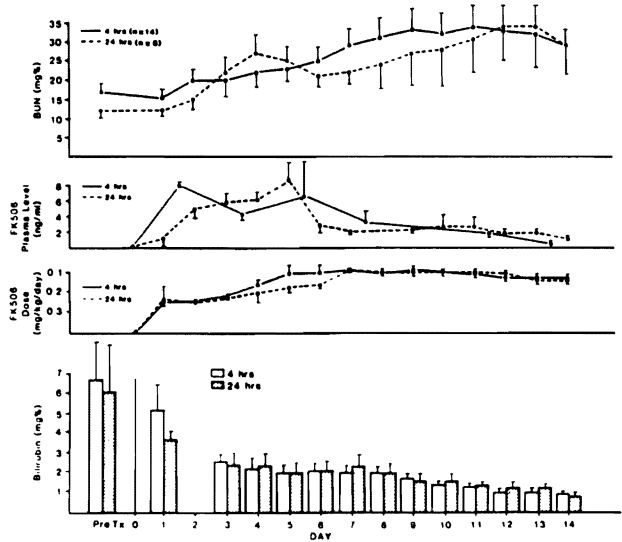 35
30
25
20
15
10
5
BUN (mg%)
4 hrs (n=14)
24 hrs (n=6)
8
6
4
2
FK506
Plasma Level
(ng/ml)
4 hrs
24 hrs
0.1
0.2
0.3
FK506
Dose
(mg/kg/day)
4 hrs
24 hrs
7
6
5
4
3
2
1
Bilirubin (mg%)
4 hrs
24 hrs
Pre Tx 0 1 2 3 4 5 6 7 8 9 10 11 12 13 14
DAY